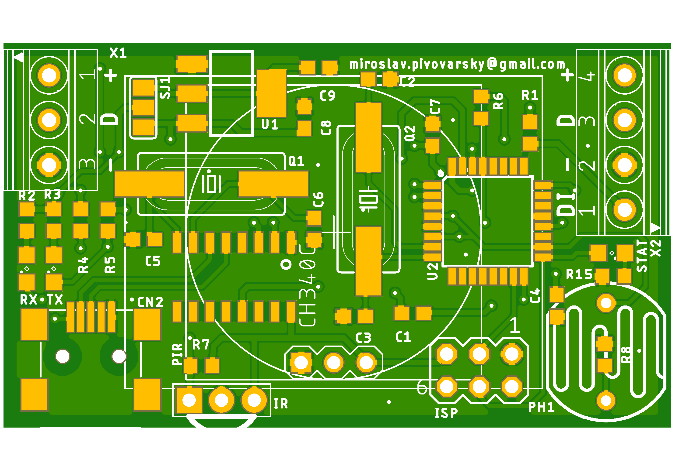 X1
miroslav.pivovarsky@gmail.com
+
1
SJ1
C9
C2
+
4
D
2
U1
C8
Q2
C7
R6
R1
D
3
-
3
Q1
-
2
R2
R3
C6
DI
1
R4
R5
C5
U2
STAT
X2
RX
TX
CN2
CH340C
R15
C4
PIR
R7
C3
C1
1
R8
6
IR
ISP
PH1